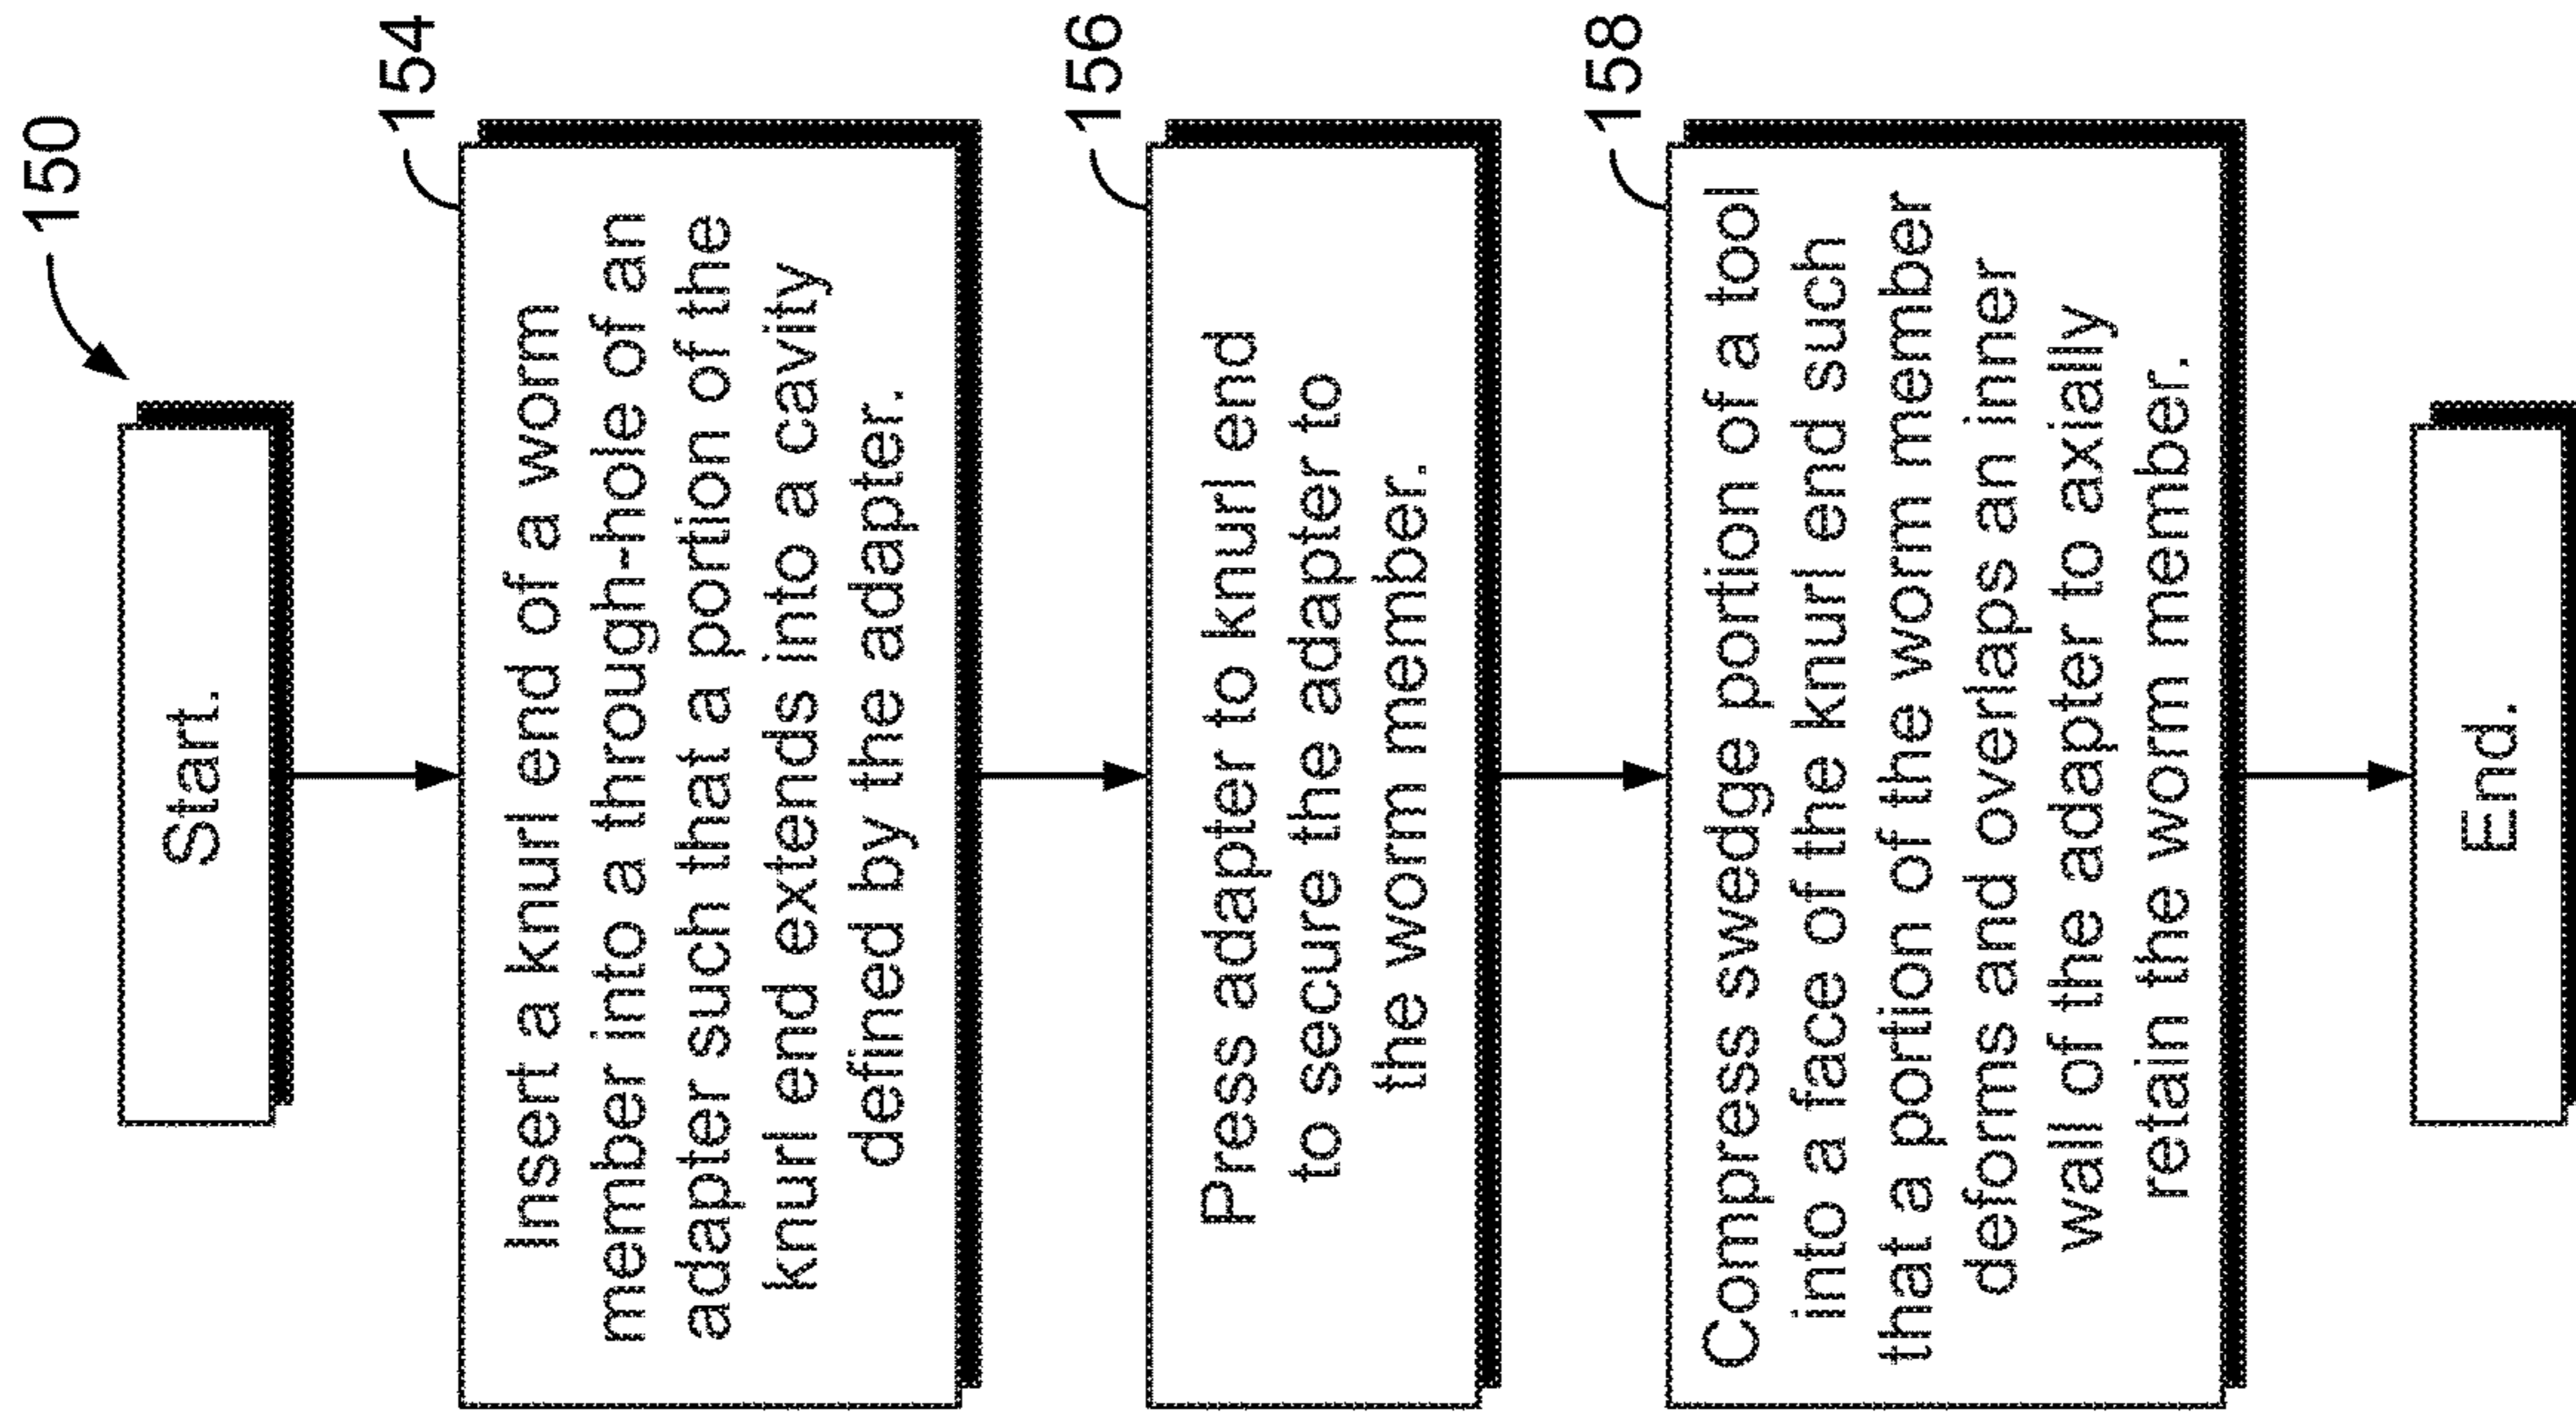 150
Start.
154
Insert a knurl end of a worm
member into a through-hole of an
adapter such that a portion of the
knurl end extends into a cavity
defined by the adapter.
156
Press adapter to knurl end
to secure the adapter to
the worm member.
158
Compress swedge portion of a tool
into a face of the knurl end such
that a portion of the worm member
deforms and overlaps an inner
wall of the adapter to axially
retain the worm member.
End.